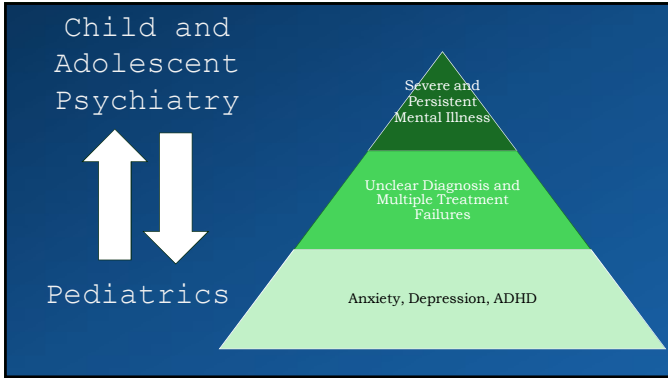 Child and
Adolescent
Psychiatry
Pediatrics
Severe and
Persistent
Mental Illness
Unclear Diagnosis and
Multiple Treatment
Failures
Anxiety, Depression, ADHD